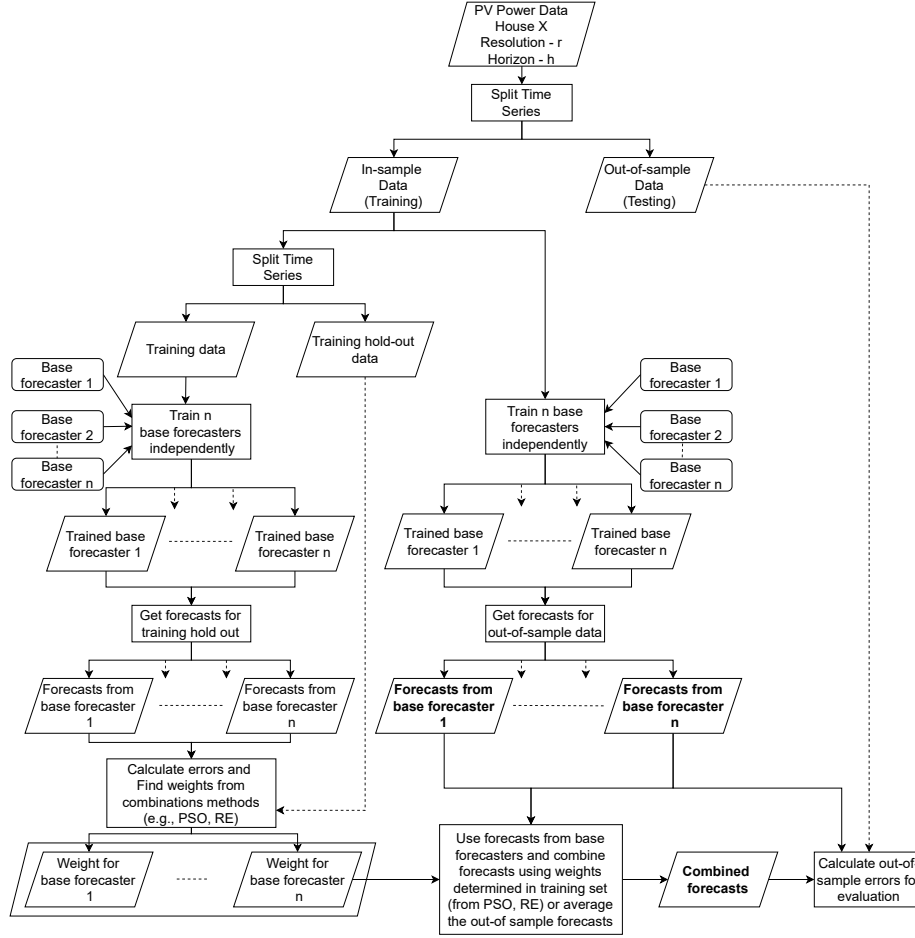 PV Power Data
House X
Resolution - r
Horizon - h
Split Time
Series
In-sample
Data
(Training)
Out-of-sample
Data
(Testing)
Split Time
Series
Training data
Training hold-out
data
Base
forecaster 1
Base
forecaster 2
Base
forecaster n
Train n
base forecasters
independently
Train n base
forecasters
independently
Base
forecaster 1
Base
forecaster 2
Base
forecaster n
Trained base
forecaster 1
Trained base
forecaster n
Trained base
forecaster 1
Trained base
forecaster n
Get forecasts for
training hold out
Get forecasts for
out-of-sample data
Forecasts from
base forecaster
1
Forecasts from
base forecaster
n
Forecasts from
base forecaster
1
Forecasts from
base forecaster
n
Calculate errors and
Find weights from
combinations methods
(e.g., PSO, RE)
Weight for
base forecaster
1
Weight for
base forecaster
n
Use forecasts from base
forecasters and combine
forecasts using weights
determined in training set
(from PSO, RE) or average
the out-of sample forecasts
Combined
forecasts
Calculate out-of-
sample errors for
evaluation